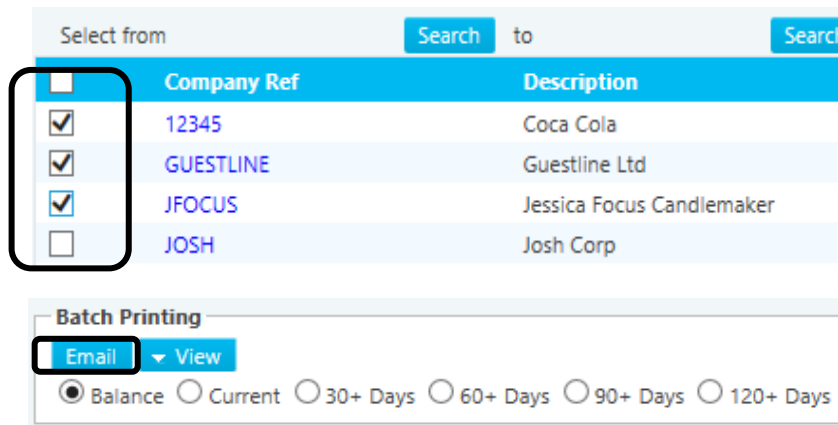 Select from Search to Search
Company Ref Description
12345 Coca Cola
GUESTLINE Guestline Ltd
JFOCUS Jessica Focus Candlemaker
JOSH Josh Corp
Batch Printing
Email View
Balance Current 30+ Days 60+ Days 90+ Days 120+ Days